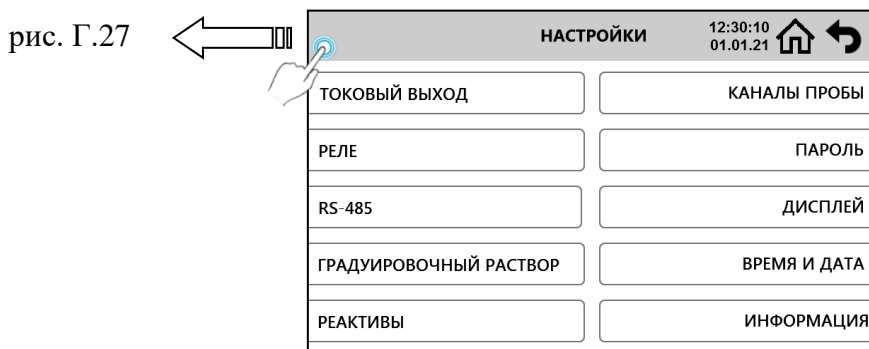 рис. Г.27
НАСТРОЙКИ
12:30:10
01.01.21
ТОКОВЫЙ ВЫХОД
КАНАЛЫ ПРОБЫ
РЕЛЕ
ПАРОЛЬ
RS-485
ДИСПЛЕЙ
ГРАДУИРОВОЧНЫЙ РАСТВОР
ВРЕМЯ И ДАТА
РЕАКТИВЫ
ИНФОРМАЦИЯ